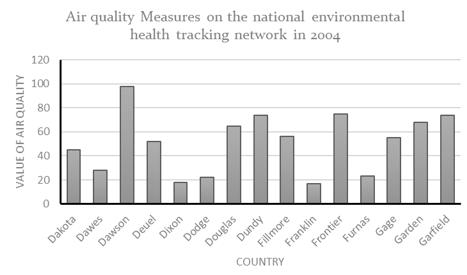 Air quality Measures on the national environmental
health tracking network in 2004
VALUE OF AIR QUALITY
120
100
80
60
40
20
0
Dakota
Dawes
Dawson
Deuel
Dixon
Dodge
Douglas
Dundy
Fillmore
Franklin
Frontier
Furnas
Gage
Garden
Garfield
COUNTRY